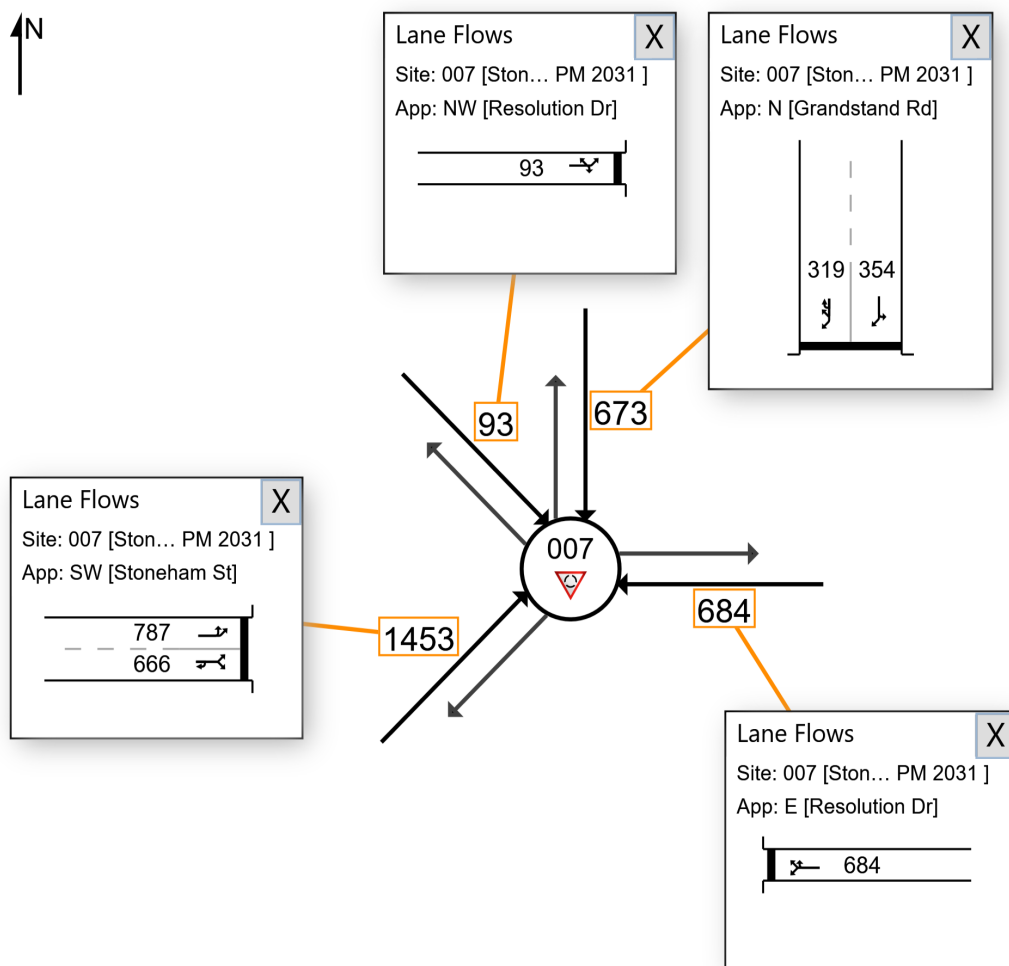 N
Lane Flows
X
Site: 007 [Ston... PM 2031 ]
App: NW [Resolution Dr]
93
Lane Flows
X
Site: 007 [Ston... PM 2031 ]
App: N [Grandstand Rd]
319 354
93
673
Lane Flows
X
Site: 007 [Ston... PM 2031 ]
App: SW [Stoneham St]
787
666
007
684
1453
Lane Flows
X
Site: 007 [Ston... PM 2031 ]
App: E [Resolution Dr]
684